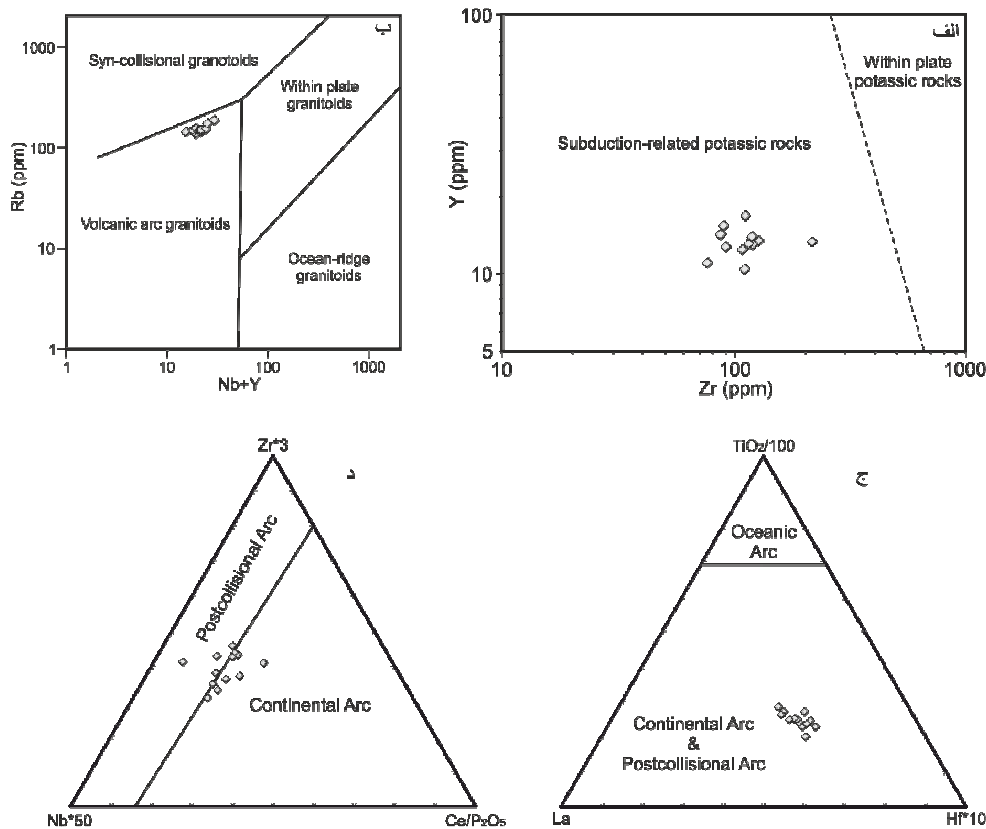 ب
1000
100
10
1
Rb (ppm)
Syn-collisional granotoids
Within plate
granitoids
Volcanic arc granitoids
Ocean-ridge
granitoids
1
10
100
1000
Nb+Y
الف
100
10
5
Y (ppm)
Within plate
potassic rocks
Subduction-related potassic rocks
10
100
1000
Zr (ppm)
د
Zr*3
Postcollisional Arc
Continental Arc
Nb*50
Ce/P₂O₅
ج
TiO₂/100
Oceanic
Arc
Continental Arc
&
Postcollisional Arc
La
Hf*10